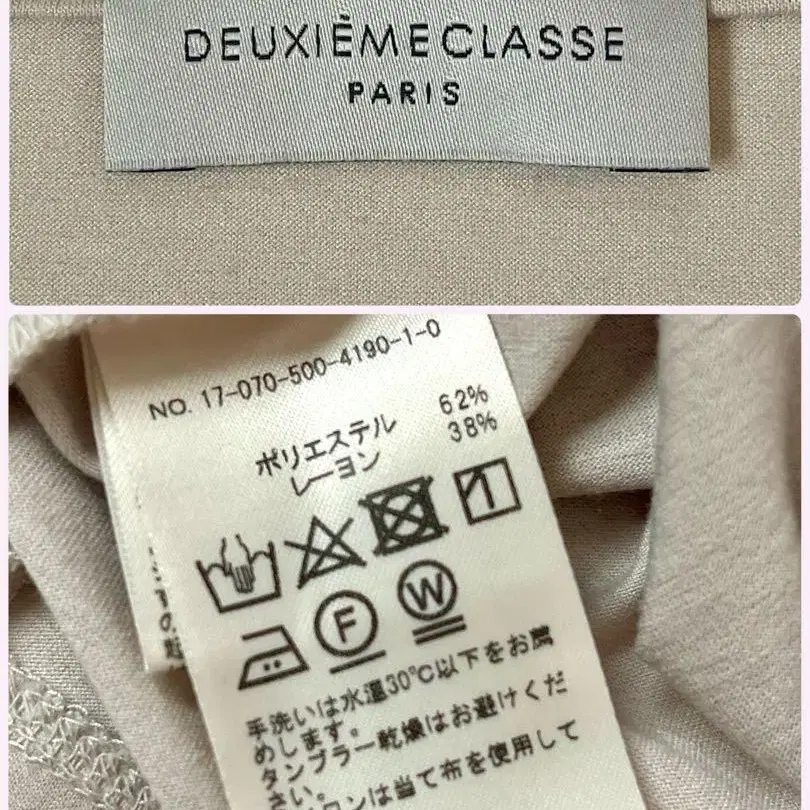 DEUXIÈMECLASSE
PARIS
NO. 17-070-500-4190-1-0
ポリエステル 62%
レーヨン 38%
F W
手洗いは水温30℃以下をお薦
めします。
タンブラー乾燥はお避けくだ
さい。
ロンは当て布を使用して